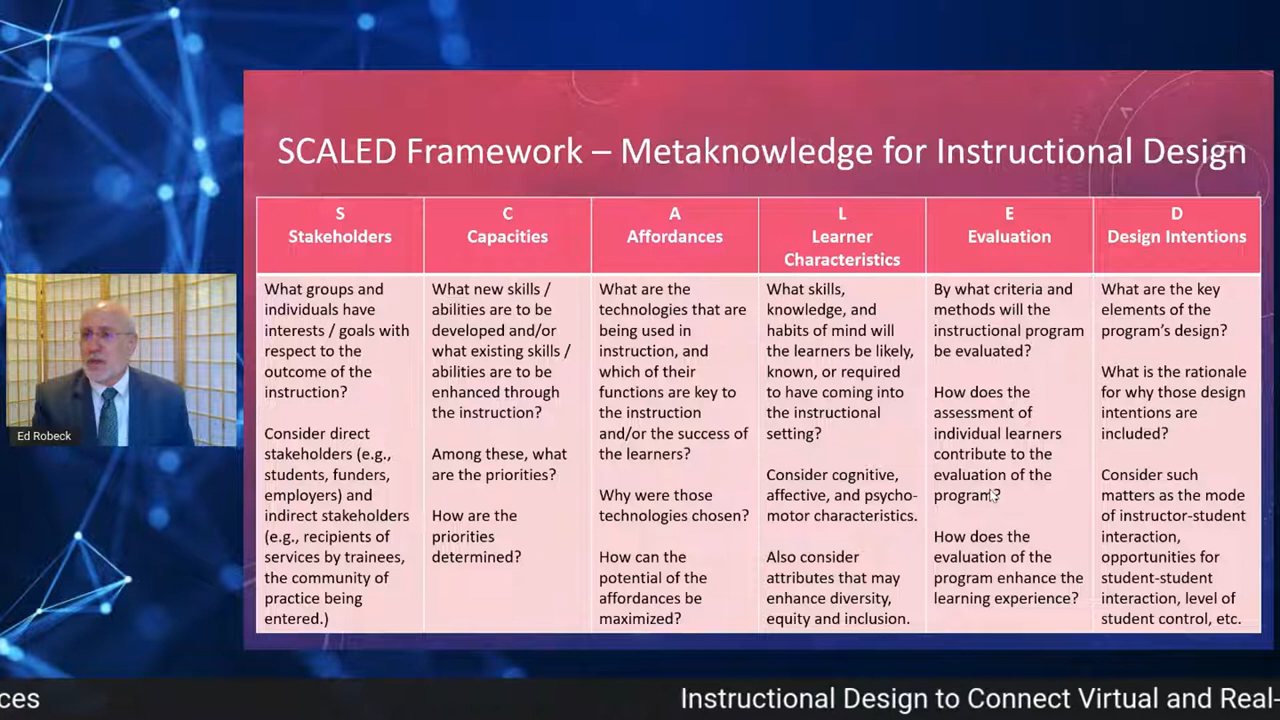 SCALED Framework – Metaknowledge for Instructional Design
S
Stakeholders
C
Capacities
A
Affordances
L
Learner
Characteristics
E
Evaluation
D
Design Intentions
What groups and
individuals have
interests / goals with
respect to the
outcome of the
instruction?
Consider direct
stakeholders (e.g.,
students, funders,
employers) and
indirect stakeholders
(e.g., recipients of
services by trainees,
the community of
practice being
entered.)
What new skills /
abilities are to be
developed and/or
what existing skills /
abilities are to be
enhanced through
the instruction?
Among these, what
are the priorities?
How are the
priorities
determined?
What are the
technologies that are
being used in
instruction, and
which of their
functions are key to
the instruction
and/or the success of
the learners?
Why were those
technologies chosen?
How can the
potential of the
affordances be
maximized?
What skills,
knowledge, and
habits of mind will
the learners be likely,
known, or required
to have coming into
the instructional
setting?
Consider cognitive,
affective, and psycho-
motor characteristics.
Also consider
attributes that may
enhance diversity,
equity and inclusion.
By what criteria and
methods will the
instructional program
be evaluated?
How does the
assessment of
individual learners
contribute to the
evaluation of the
program?
How does the
evaluation of the
program enhance the
learning experience?
What are the key
elements of the
program's design?
What is the rationale
for why those design
intentions are
included?
Consider such
matters as the mode
of instructor-student
interaction,
opportunities for
student-student
interaction, level of
student control, etc.
Ed Robeck
ces
Instructional Design to Connect Virtual and Real-